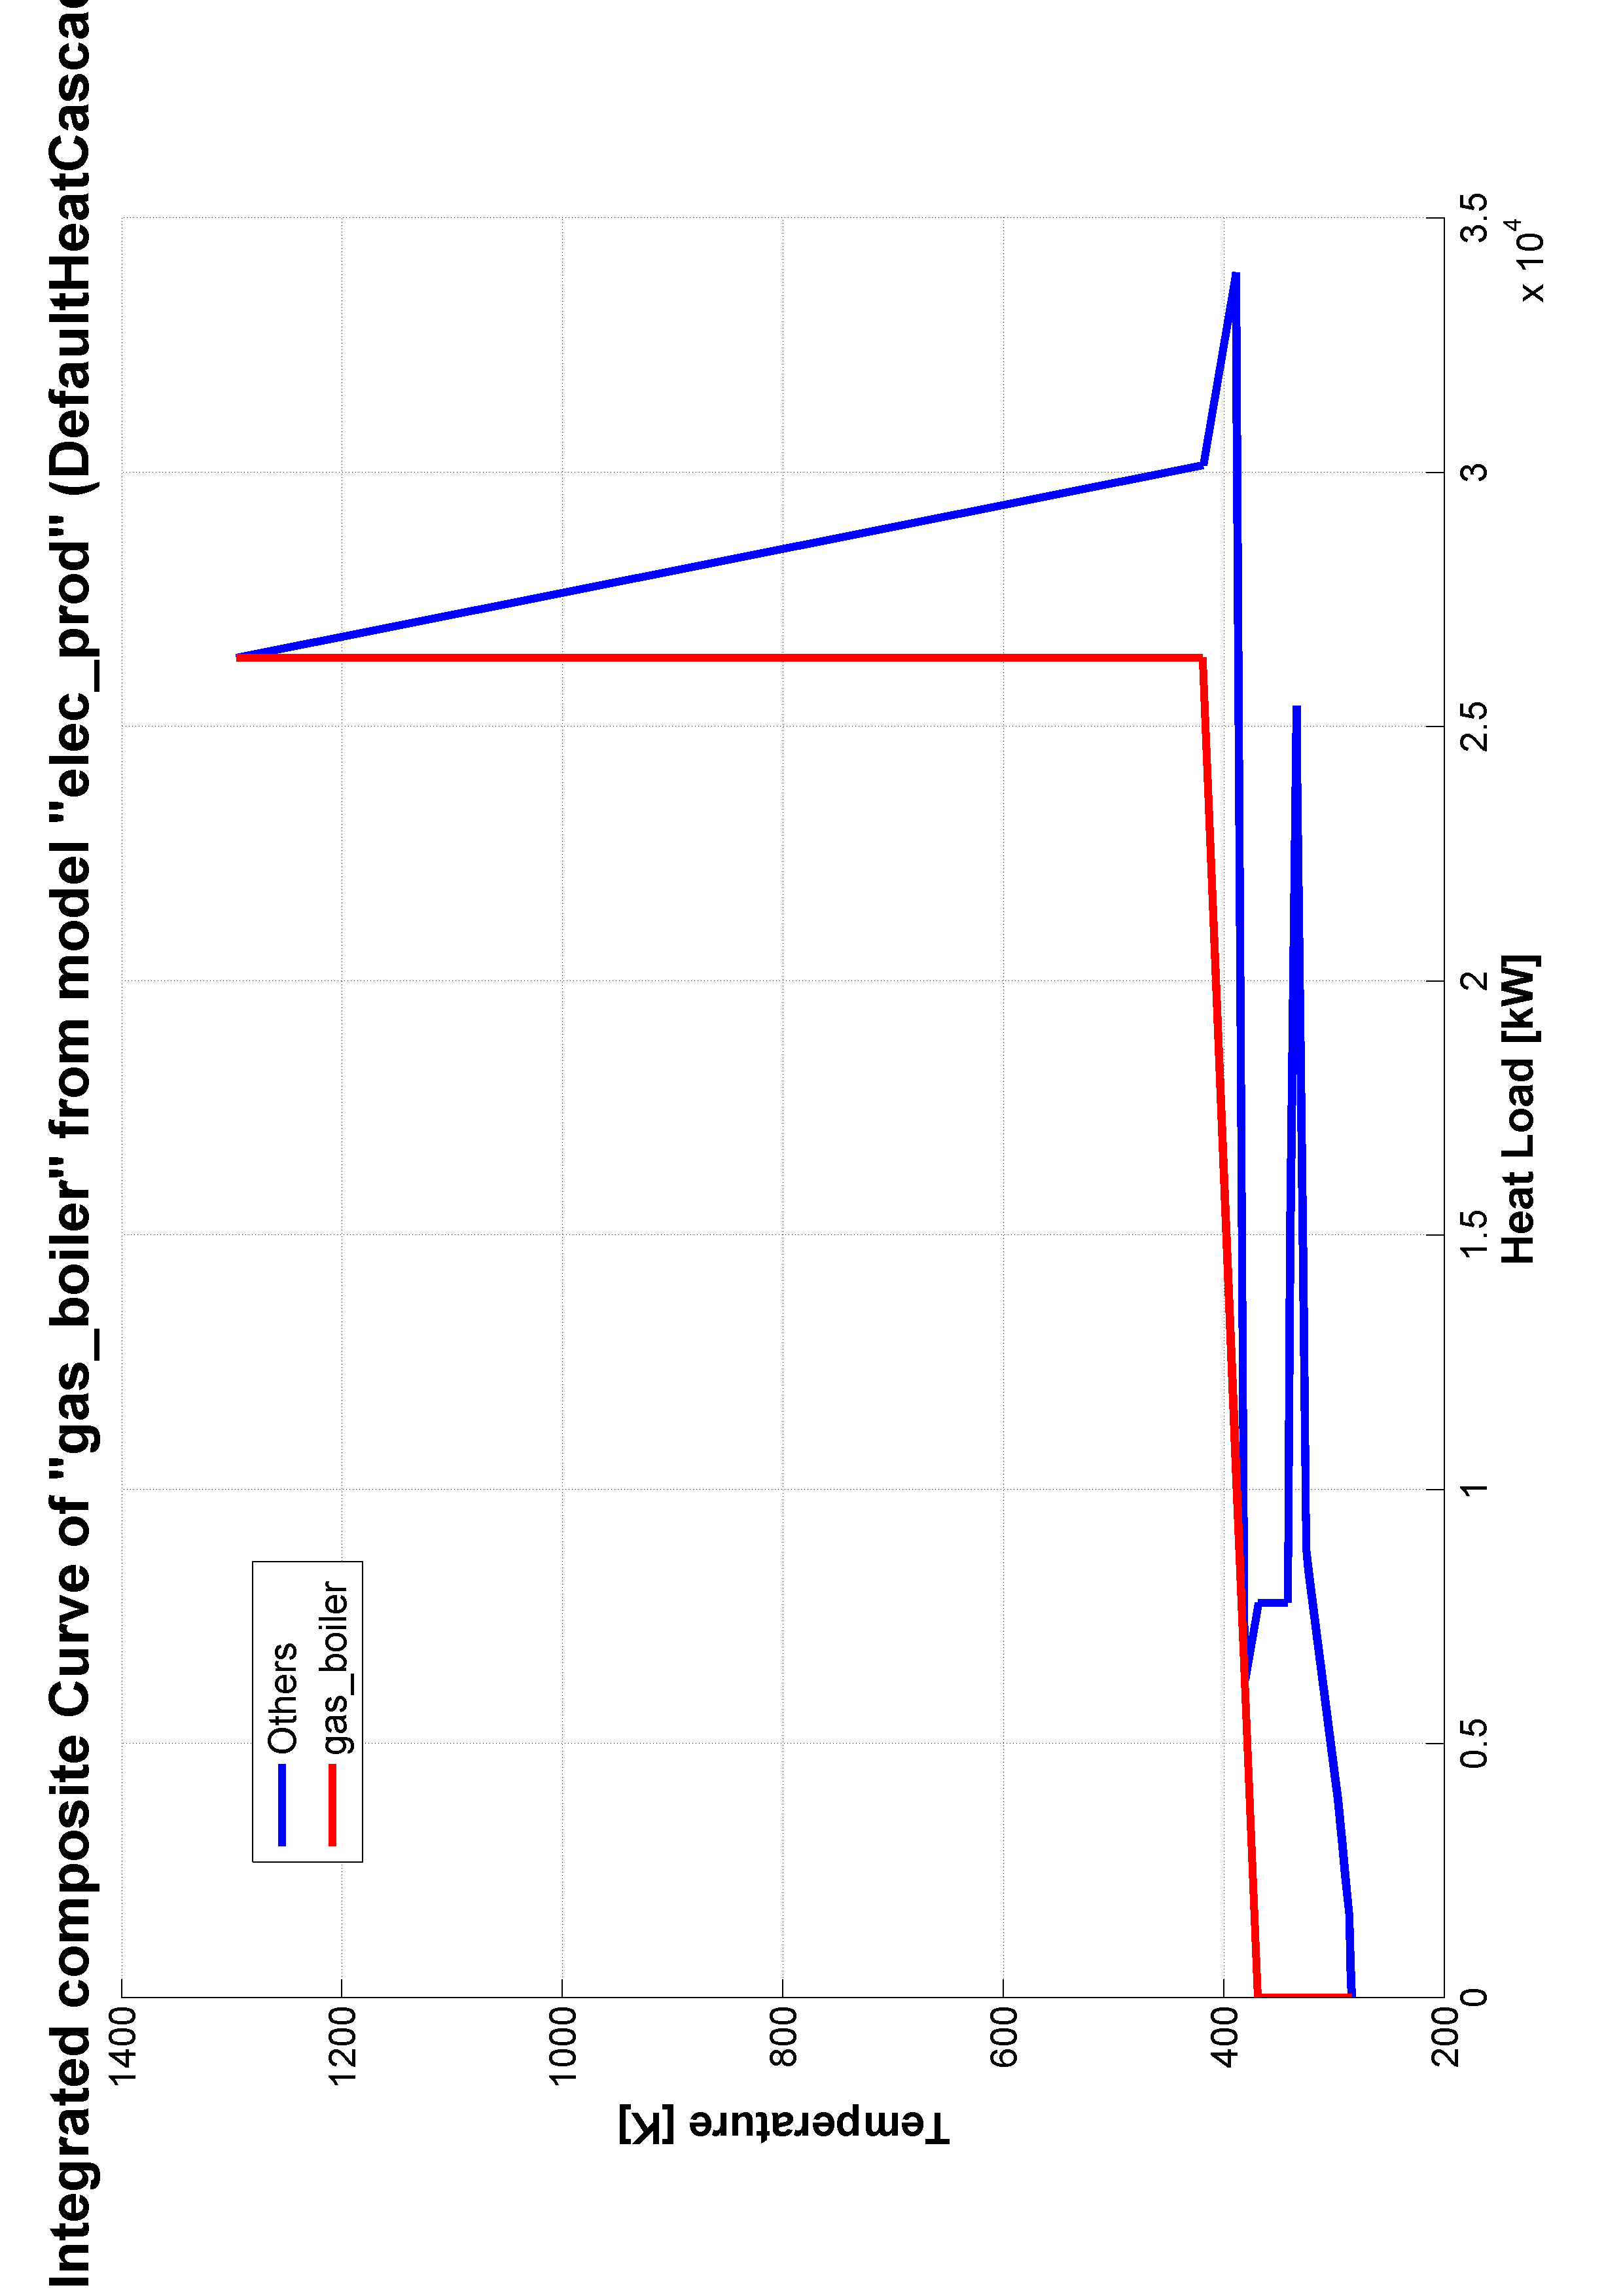 Integrated composite Curve of "gas_boiler" from model "elec_prod"
Others
gas_boiler
Temperature [K]
1400
1200
1000
800
600
400
200
0
0.5
1
1.5
2
2.5
3
3.5
x 10^4
Heat Load [kW]